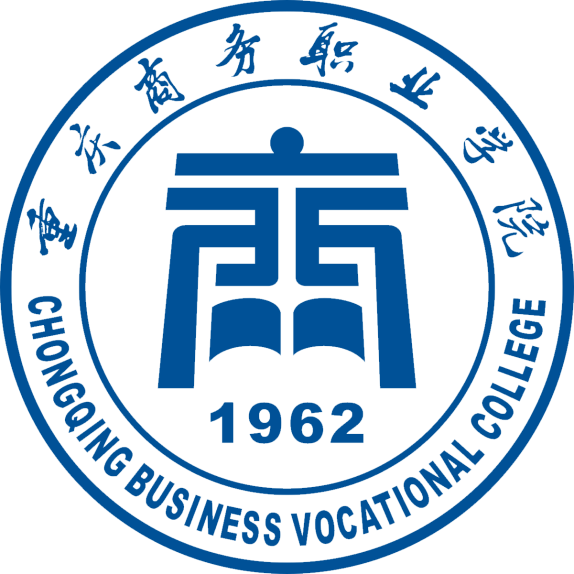 重庆商务职业学院
1962
CHONGQING BUSINESS VOCATIONAL COLLEGE